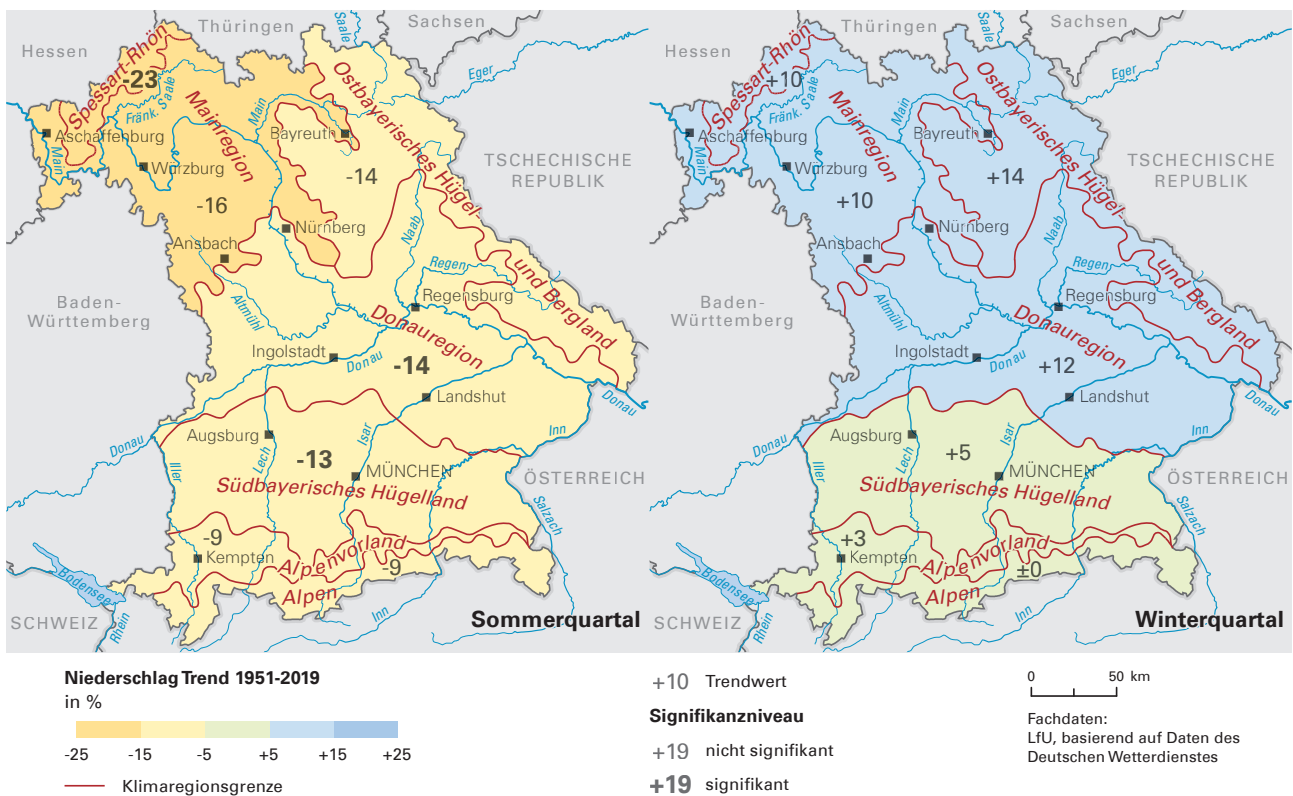 Hessen
Thüringen
Sachsen
Saale
Saale
Eger
Spessart-Rhön
-23
Fränk. Saale
Mainregion
Main
Main
Aschaffenburg
Würzburg
Bayreuth
Ostbayerisches Hügel-
und Bergland
TSCHECHISCHE
REPUBLIK
-14
-16
Ansbach
Nürnberg
Naab
Regen
Regensburg
Baden-
Württemberg
Altmühl
Donauregion
Ingolstadt
Donau
-14
Landshut
Donau
Donau
Inn
Isar
Augsburg
Lech
Iller
-13
MÜNCHEN
ÖSTERREICH
Südbayerisches Hügelland
Salzach
-9
Kempten
Alpenvorland
-9
Alpen
Bodensee
Inn
SCHWEIZ
Rhein
Sommerquartal
Hessen
Thüringen
Sachsen
Saale
Saale
Eger
Spessart-Rhön
+10
Fränk. Saale
Mainregion
Main
Main
Aschaffenburg
Würzburg
Bayreuth
Ostbayerisches Hügel-
und Bergland
TSCHECHISCHE
REPUBLIK
+14
+10
Ansbach
Nürnberg
Naab
Regen
Regensburg
Baden-
Württemberg
Altmühl
Donauregion
Ingolstadt
Donau
+12
Landshut
Donau
Donau
Inn
Isar
Augsburg
Lech
Iller
+5
MÜNCHEN
ÖSTERREICH
Südbayerisches Hügelland
Salzach
+3
Kempten
Alpenvorland
±0
Alpen
Bodensee
Inn
SCHWEIZ
Rhein
Winterquartal
Niederschlag Trend 1951-2019
in %
-25 -15 -5 +5 +15 +25
Klimaregionsgrenze
+10 Trendwert
Signifikanzniveau
+19 nicht signifikant
+19 signifikant
0 50 km
Fachdaten:
LfU, basierend auf Daten des
Deutschen Wetterdienstes